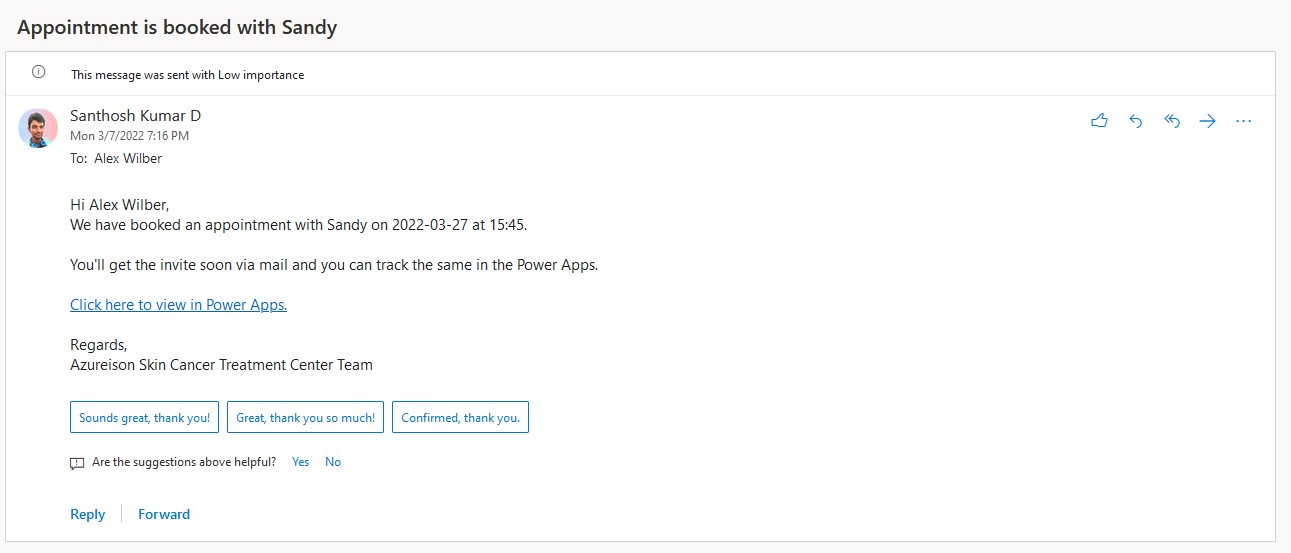 Appointment is booked with Sandy
This message was sent with Low importance
Santhosh Kumar D
Mon 3/7/2022 7:16 PM
To: Alex Wilber
Hi Alex Wilber,
We have booked an appointment with Sandy on 2022-03-27 at 15:45.
You'll get the invite soon via mail and you can track the same in the Power Apps.
Click here to view in Power Apps.
Regards,
Azureison Skin Cancer Treatment Center Team
Sounds great, thank you! Great, thank you so much! Confirmed, thank you.
Are the suggestions above helpful? Yes No
Reply Forward